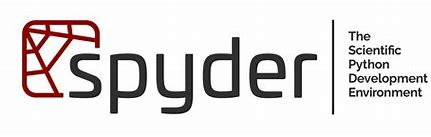 spyder
The
Scientific
Python
Development
Environment